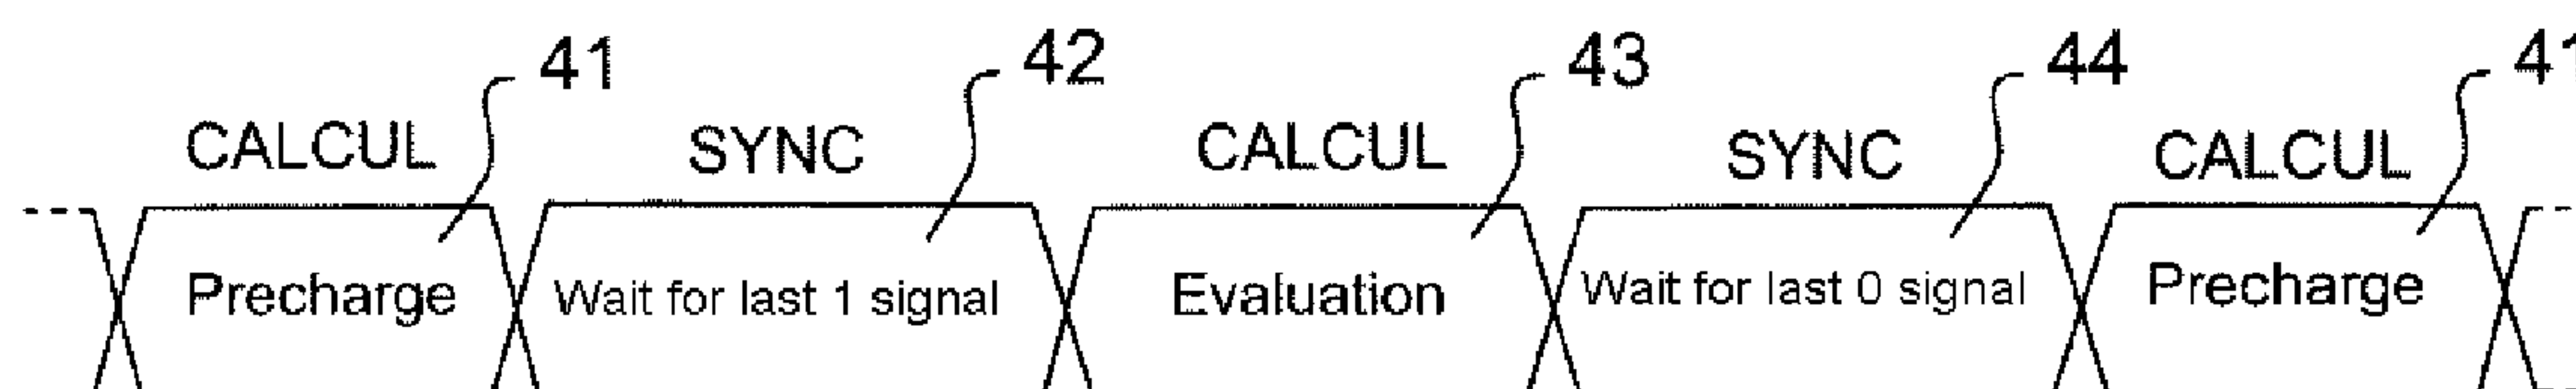 41 42 43 44 41
CALCUL SYNC CALCUL SYNC CALCUL
Precharge Wait for last 1 signal Evaluation Wait for last 0 signal Precharge